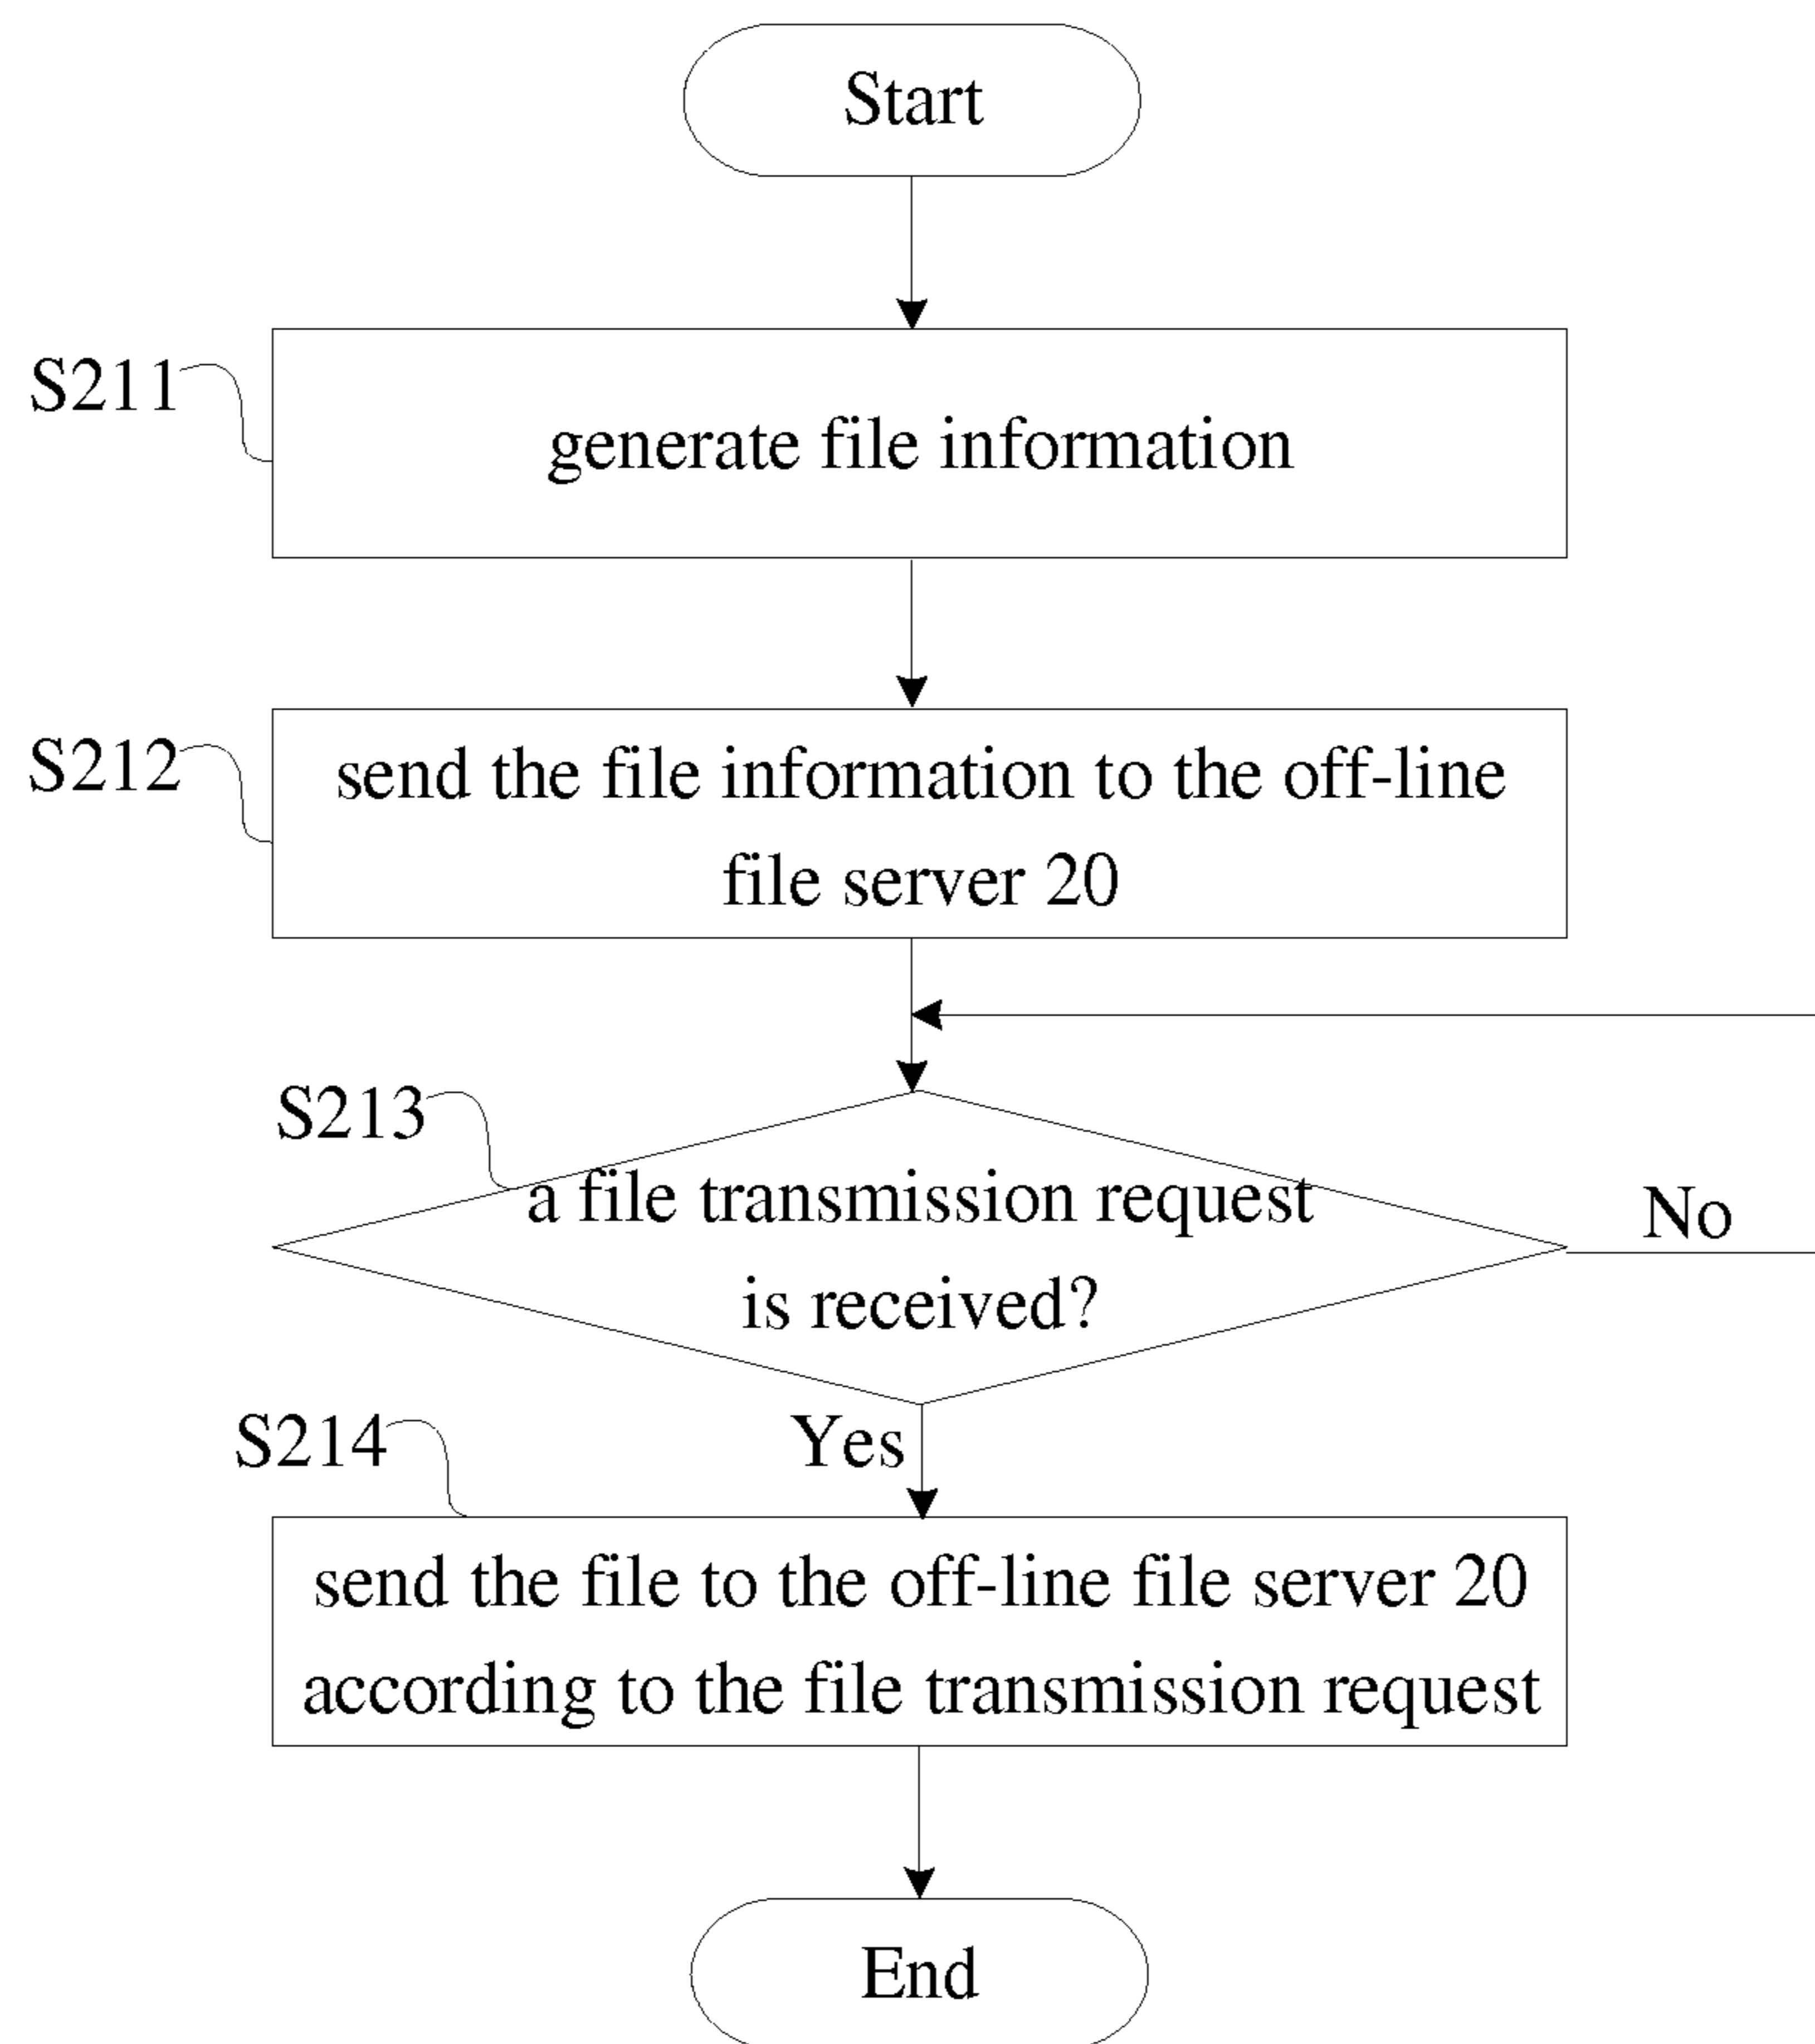 Start
S211
generate file information
S212
send the file information to the off-line
file server 20
S213
a file transmission request
is received?
No
Yes
S214
send the file to the off-line file server 20
according to the file transmission request
End